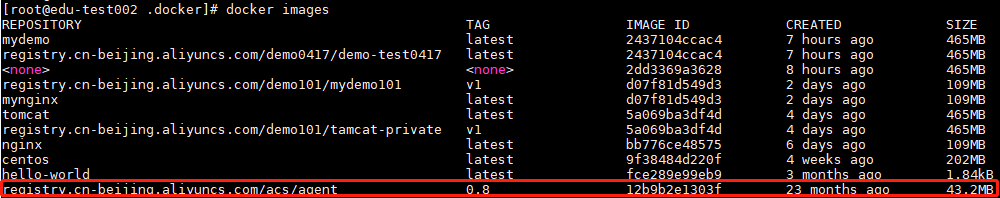 [root@edu-test002 .docker]# docker images
REPOSITORY TAG IMAGE ID CREATED SIZE
mydemo latest 2437104ccac4 7 hours ago 465MB
registry.cn-beijing.aliyuncs.com/demo0417/demo-test0417 latest 2437104ccac4 7 hours ago 465MB
<none> <none> 2dd3369a3628 8 hours ago 465MB
registry.cn-beijing.aliyuncs.com/demo101/mydemo101 v1 d07f81d549d3 2 days ago 109MB
mynginx latest d07f81d549d3 2 days ago 109MB
tomcat latest 5a069ba3df4d 4 days ago 465MB
registry.cn-beijing.aliyuncs.com/demo101/tamcat-private v1 5a069ba3df4d 4 days ago 465MB
nginx latest bb776ce48575 6 days ago 109MB
centos latest 9f38484d220f 4 weeks ago 202MB
hello-world latest fce289e99eb9 3 months ago 1.84kB
registry.cn-beijing.aliyuncs.com/acs/agent 0.8 12b9b2e1303f 23 months ago 43.2MB